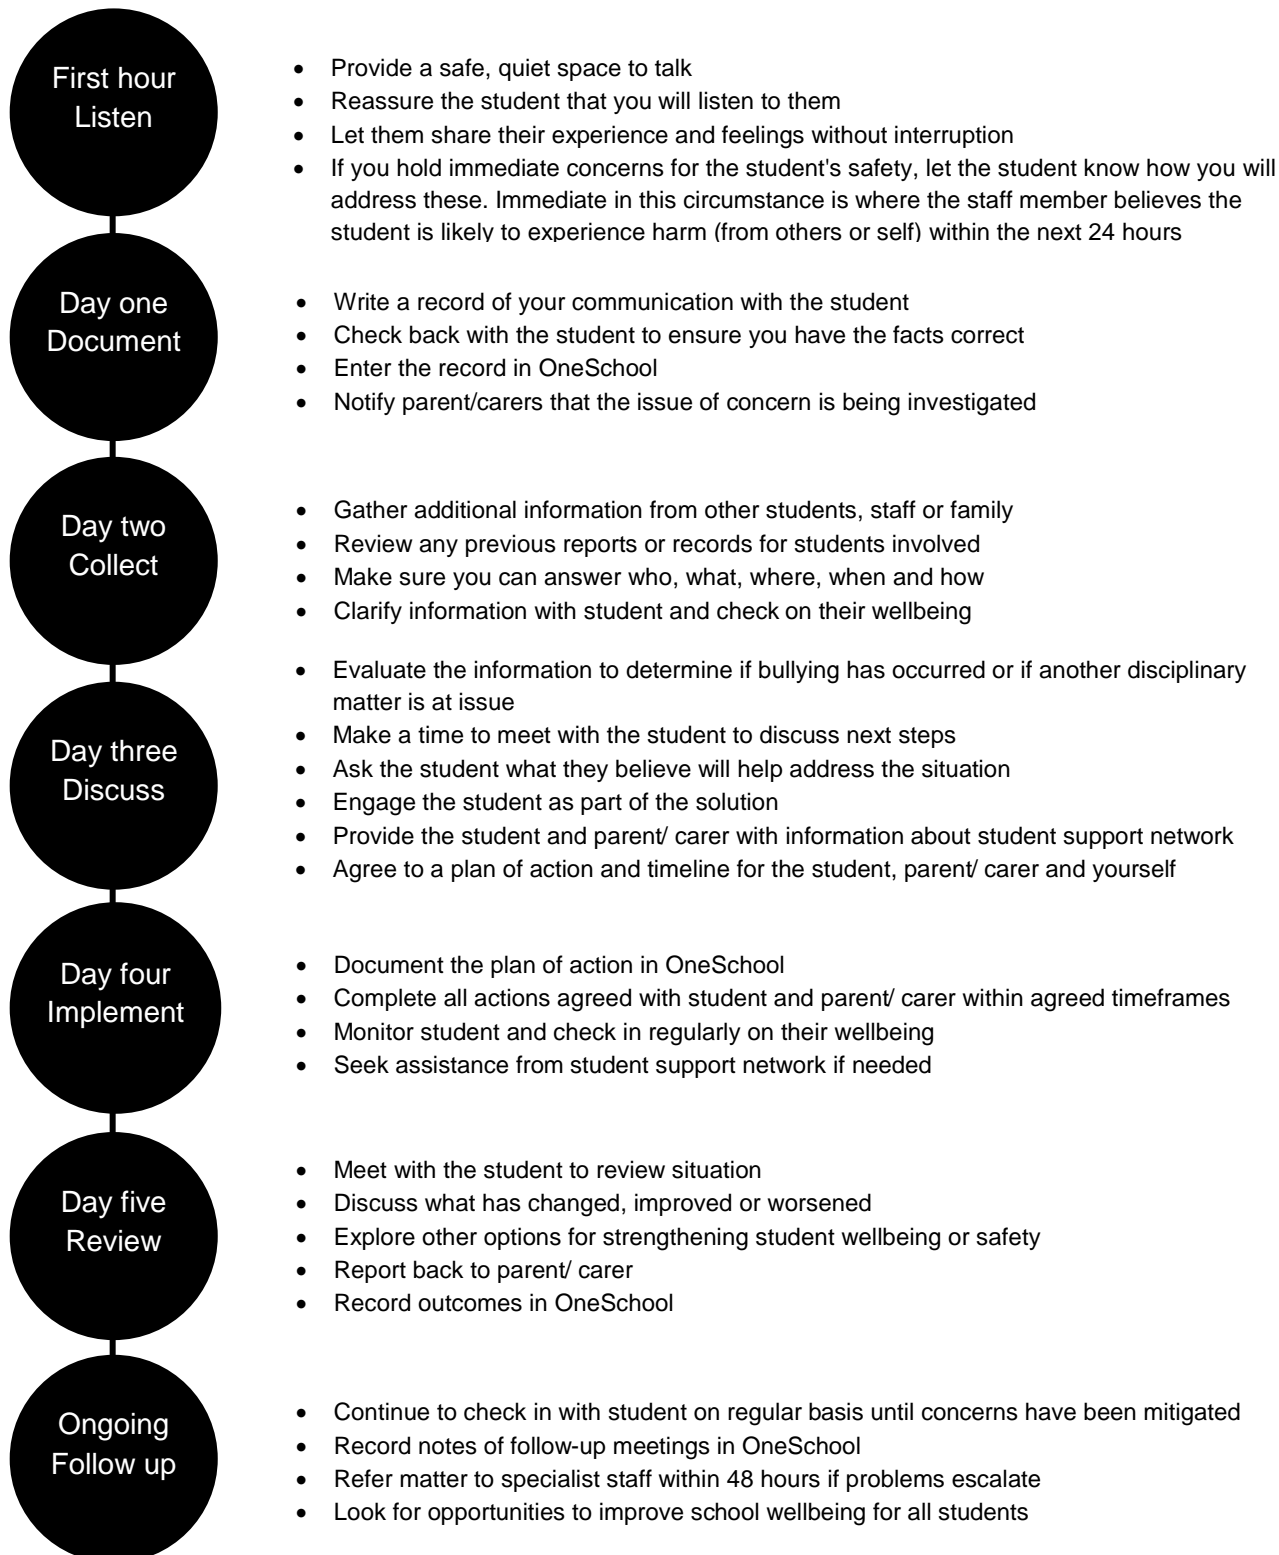 First hour
Listen
• Provide a safe, quiet space to talk
• Reassure the student that you will listen to them
• Let them share their experience and feelings without interruption
• If you hold immediate concerns for the student's safety, let the student know how you will
address these. Immediate in this circumstance is where the staff member believes the
student is likely to experience harm (from others or self) within the next 24 hours
Day one
Document
• Write a record of your communication with the student
• Check back with the student to ensure you have the facts correct
• Enter the record in OneSchool
• Notify parent/carers that the issue of concern is being investigated
Day two
Collect
• Gather additional information from other students, staff or family
• Review any previous reports or records for students involved
• Make sure you can answer who, what, where, when and how
• Clarify information with student and check on their wellbeing
Day three
Discuss
• Evaluate the information to determine if bullying has occurred or if another disciplinary
matter is at issue
• Make a time to meet with the student to discuss next steps
• Ask the student what they believe will help address the situation
• Engage the student as part of the solution
• Provide the student and parent/ carer with information about student support network
• Agree to a plan of action and timeline for the student, parent/ carer and yourself
Day four
Implement
• Document the plan of action in OneSchool
• Complete all actions agreed with student and parent/ carer within agreed timeframes
• Monitor student and check in regularly on their wellbeing
• Seek assistance from student support network if needed
Day five
Review
• Meet with the student to review situation
• Discuss what has changed, improved or worsened
• Explore other options for strengthening student wellbeing or safety
• Report back to parent/ carer
• Record outcomes in OneSchool
Ongoing
Follow up
• Continue to check in with student on regular basis until concerns have been mitigated
• Record notes of follow-up meetings in OneSchool
• Refer matter to specialist staff within 48 hours if problems escalate
• Look for opportunities to improve school wellbeing for all students